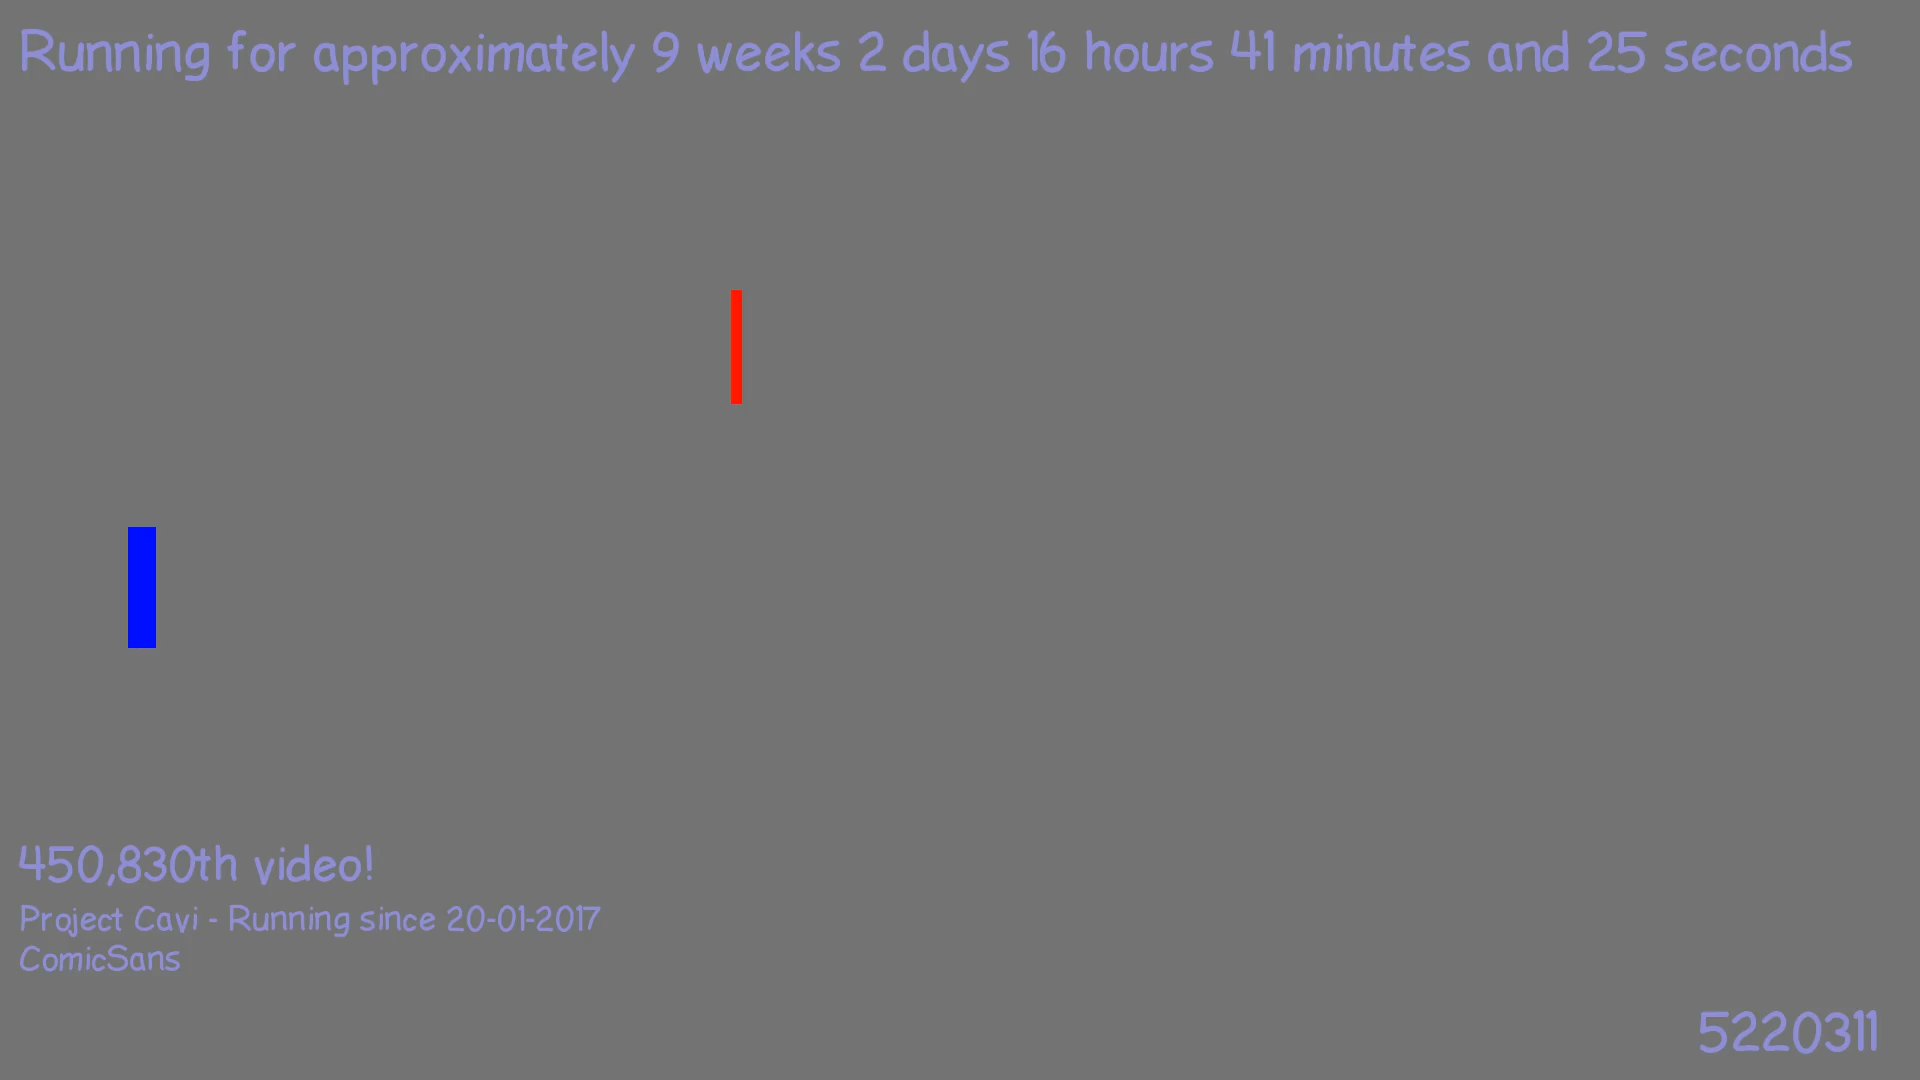 Running for approximately 9 weeks 2 days 16 hours 41 minutes and 25 seconds
450,830th video!
Project Cavi - Running since 20-01-2017
ComicSans
5220311